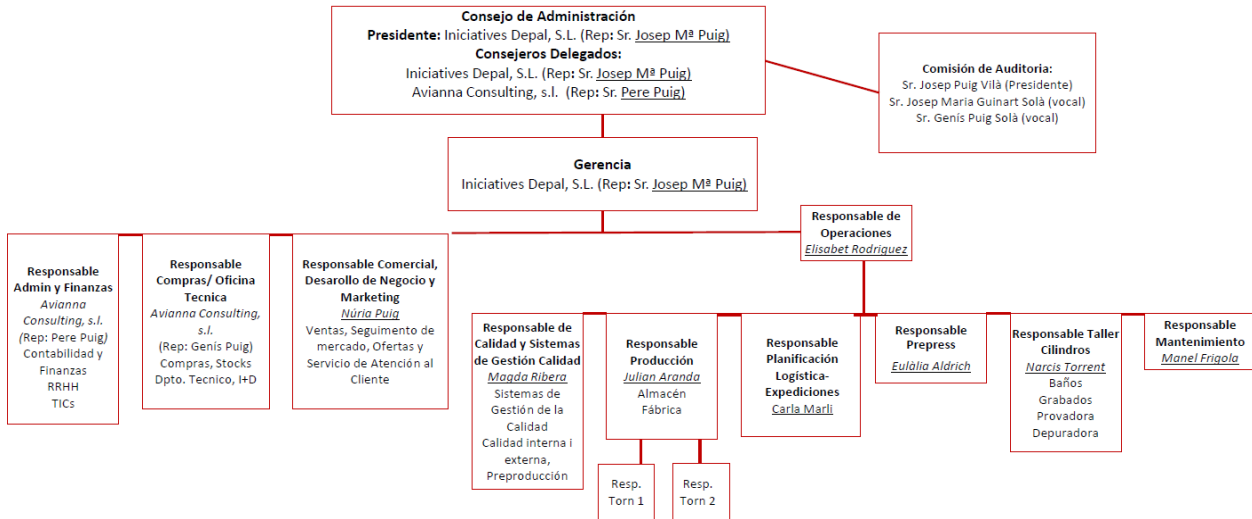 Consejo de Administración
Presidente: Iniciatives Depal, S.L. (Rep: Sr. Josep Mª Puig)
Consejeros Delegados:
Iniciatives Depal, S.L. (Rep: Sr. Josep Mª Puig)
Avianna Consulting, s.l. (Rep: Sr. Pere Puig)
Comisión de Auditoria:
Sr. Josep Puig Vilà (Presidente)
Sr. Josep Maria Guinart Solà (vocal)
Sr. Genís Puig Solà (vocal)
Gerencia
Iniciatives Depal, S.L. (Rep: Sr. Josep Mª Puig)
Responsable de
Operaciones
Elisabet Rodriguez
Responsable
Admin y Finanzas
Avianna
Consulting, s.l.
(Rep: Pere Puig)
Contabilidad y
Finanzas
RRHH
TICs
Responsable
Compras/ Oficina
Tecnica
Avianna Consulting,
s.l.
(Rep: Genís Puig)
Compras, Stocks
Dpto. Tecnico, I+D
Responsable Comercial,
Desarollo de Negocio y
Marketing
Núria Puig
Ventas, Seguimento de
mercado, Ofertas y
Servicio de Atención al
Cliente
Responsable de
Calidad y Sistemas
de Gestión Calidad
Magda Ribera
Sistemas de
Gestión de la
Calidad
Calidad interna i
externa,
Preproducción
Responsable
Producción
Julian Aranda
Almacén
Fábrica
Responsable
Planificación
Logística-
Expediciones
Carla Marli
Responsable
Prepress
Eulàlia Aldrich
Responsable Taller
Cilindros
Narcis Torrent
Baños
Grabados
Provadora
Depuradora
Responsable
Mantenimiento
Manel Frigola
Resp.
Torn 1
Resp.
Torn 2